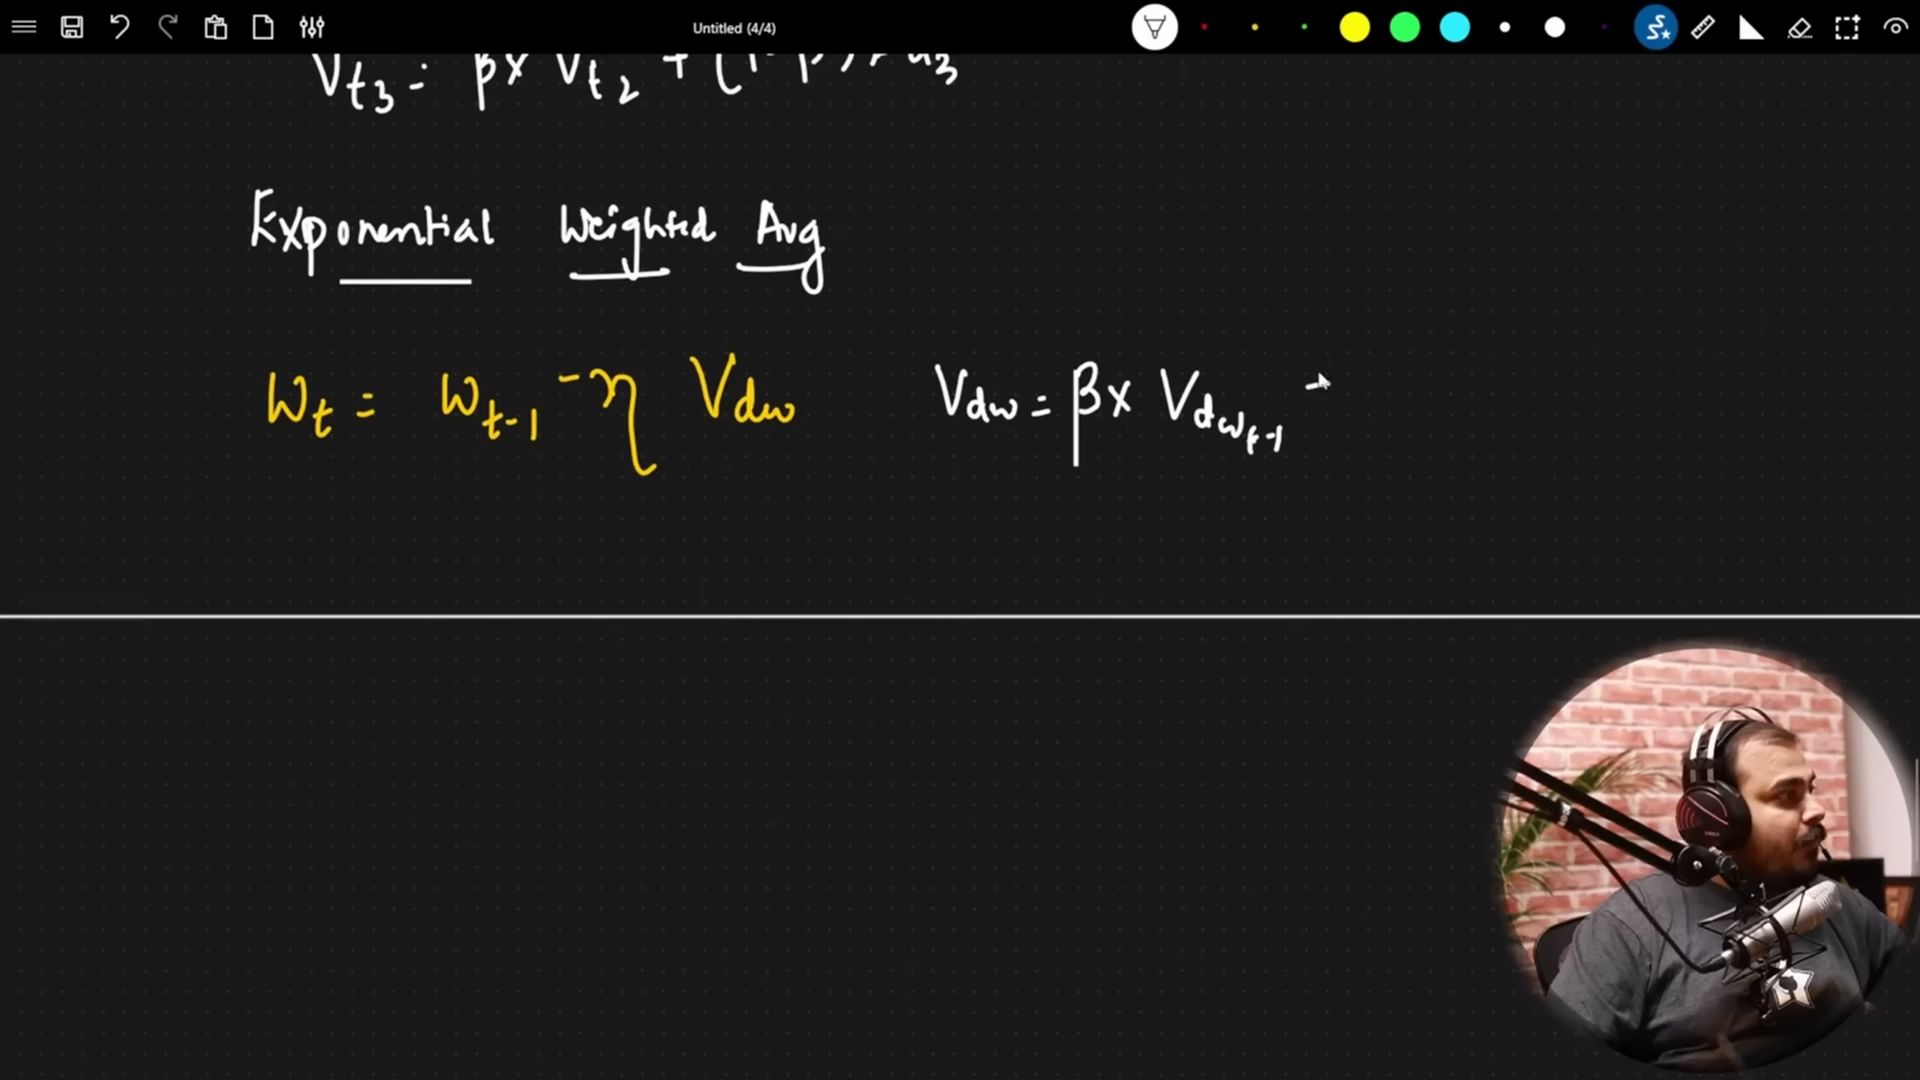 Untitled (4/4)
Vt3 = β x Vt2 + (1-β) * a3
Exponential Weighted Avg
Wt = Wt-1 - η Vdw
Vdw = β x Vdwt-1 +